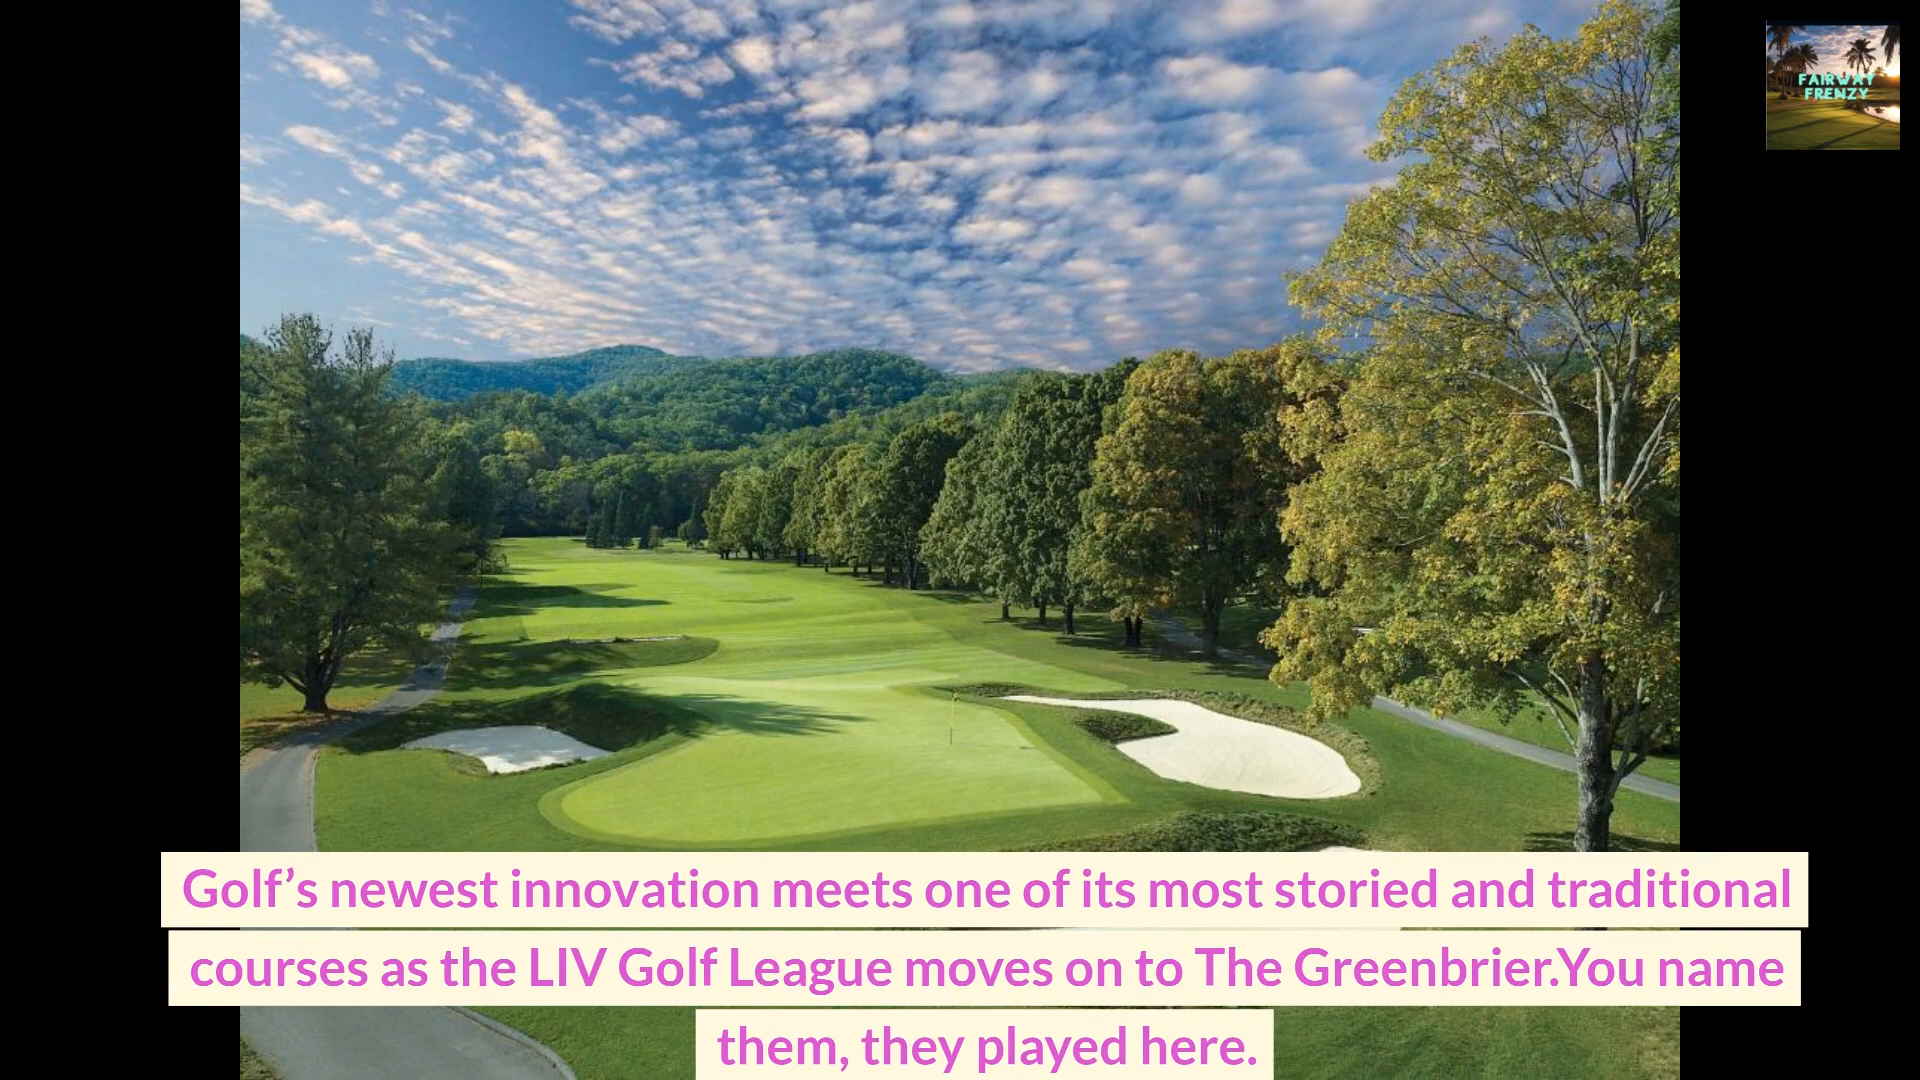 FAIRWAY
FRENZY
Golf’s newest innovation meets one of its most storied and traditional
courses as the LIV Golf League moves on to The Greenbrier.You name
them, they played here.